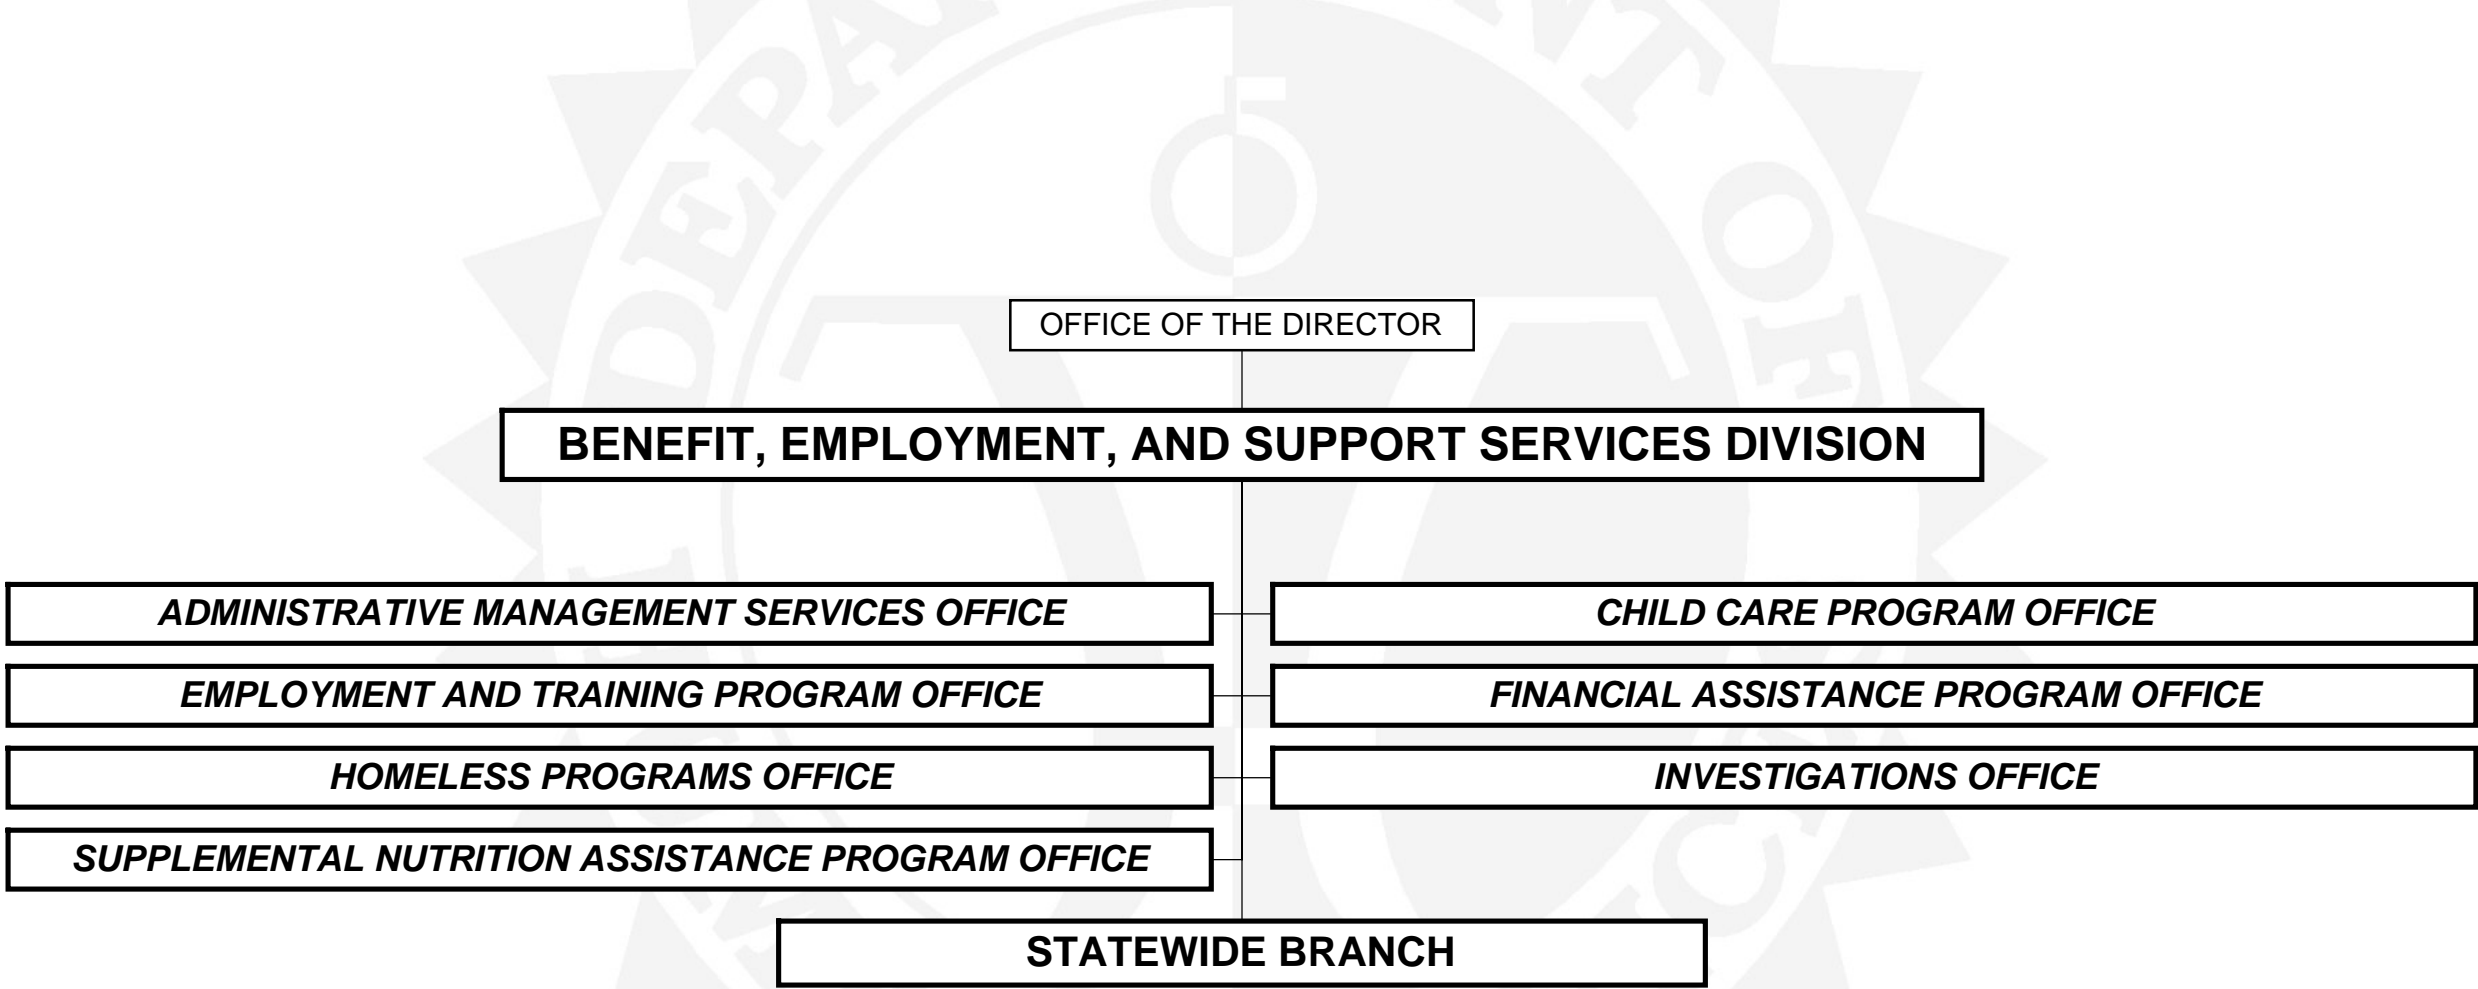 DEPARTMENT OF
OFFICE OF THE DIRECTOR
BENEFIT, EMPLOYMENT, AND SUPPORT SERVICES DIVISION
ADMINISTRATIVE MANAGEMENT SERVICES OFFICE
CHILD CARE PROGRAM OFFICE
EMPLOYMENT AND TRAINING PROGRAM OFFICE
FINANCIAL ASSISTANCE PROGRAM OFFICE
HOMELESS PROGRAMS OFFICE
INVESTIGATIONS OFFICE
SUPPLEMENTAL NUTRITION ASSISTANCE PROGRAM OFFICE
STATEWIDE BRANCH